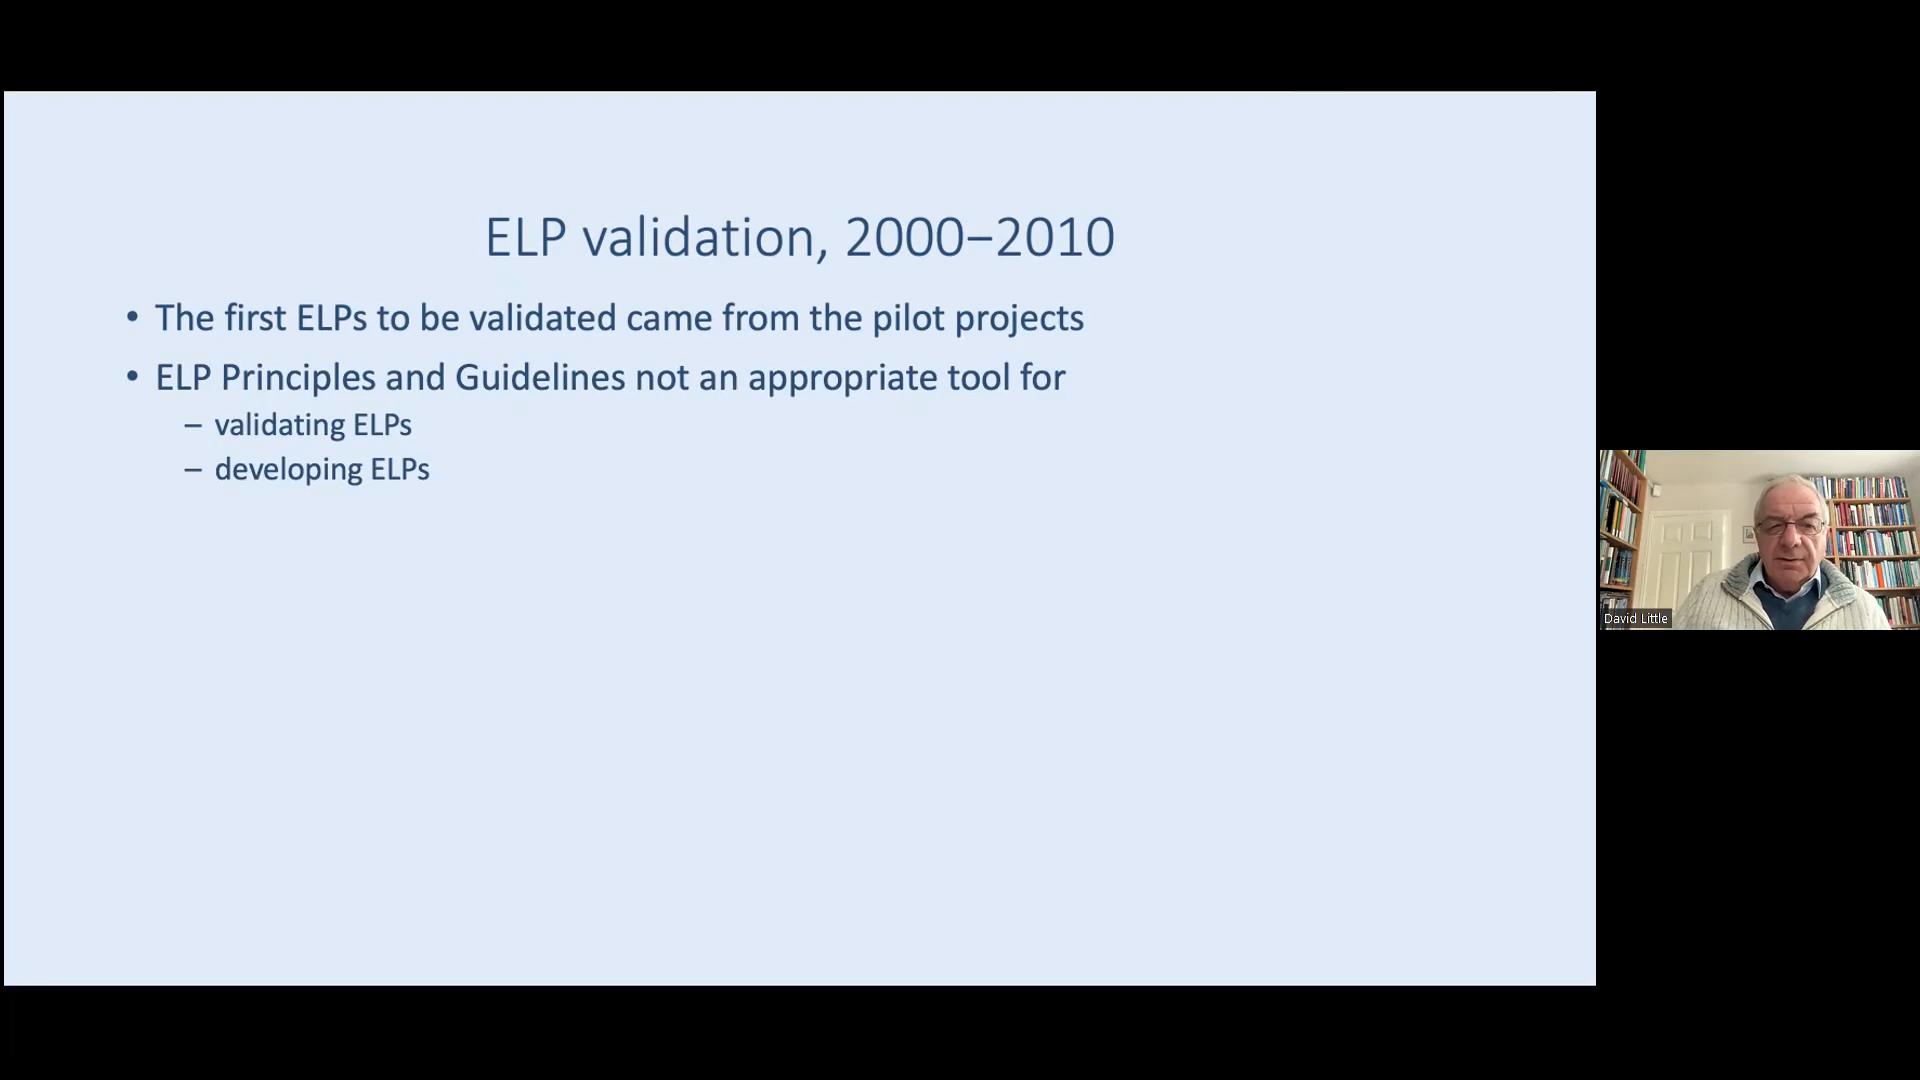 ELP validation, 2000–2010
• The first ELPs to be validated came from the pilot projects
• ELP Principles and Guidelines not an appropriate tool for
– validating ELPs
– developing ELPs
David Little